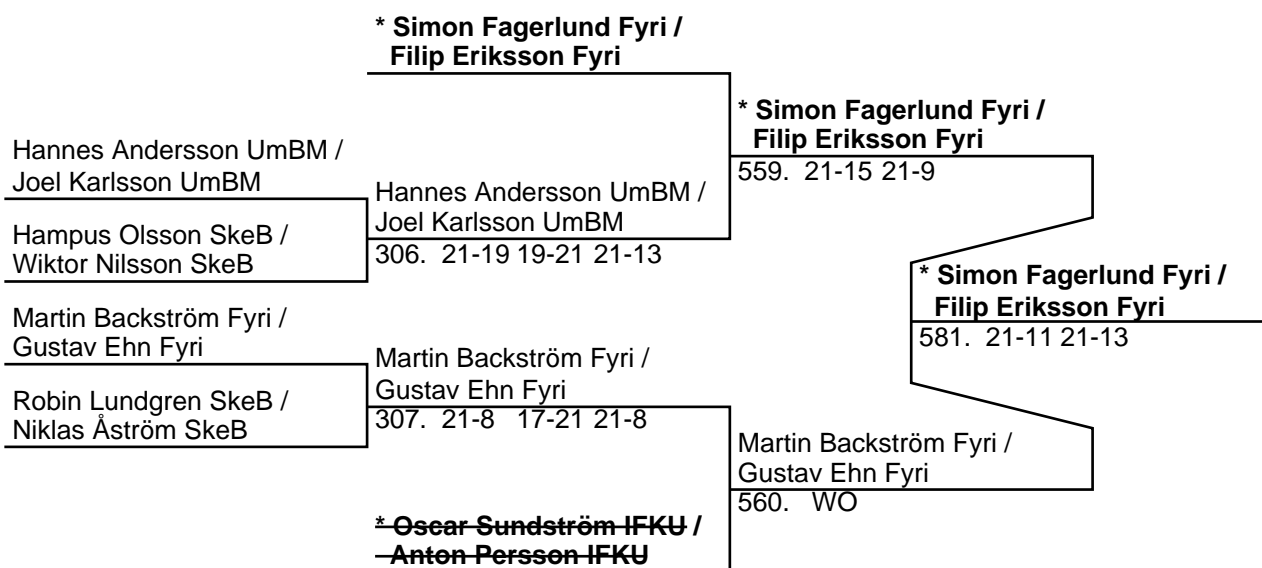 * Simon Fagerlund Fyri /
Filip Eriksson Fyri
* Simon Fagerlund Fyri /
Filip Eriksson Fyri
559. 21-15 21-9
Hannes Andersson UmBM /
Joel Karlsson UmBM
Hannes Andersson UmBM /
Joel Karlsson UmBM
306. 21-19 19-21 21-13
Hampus Olsson SkeB /
Wiktor Nilsson SkeB
* Simon Fagerlund Fyri /
Filip Eriksson Fyri
581. 21-11 21-13
Martin Backström Fyri /
Gustav Ehn Fyri
Martin Backström Fyri /
Gustav Ehn Fyri
307. 21-8 17-21 21-8
Robin Lundgren SkeB /
Niklas Åström SkeB
Martin Backström Fyri /
Gustav Ehn Fyri
560. WO
* Oscar Sundström IFKU /
Anton Persson IFKU